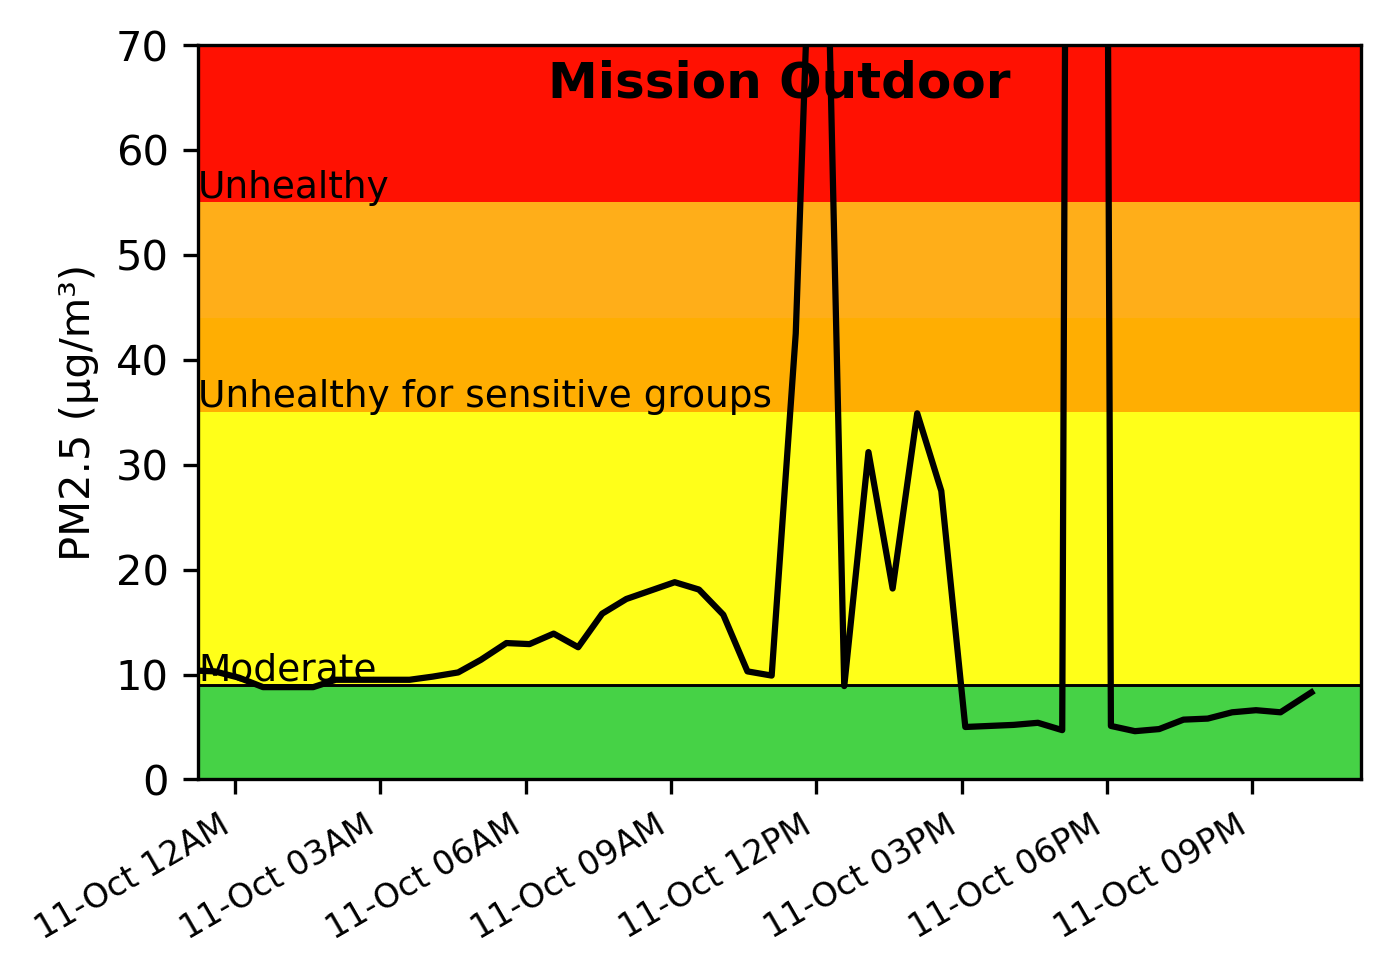 Mission Outdoor
PM2.5 (µg/m³)
70
60
50
40
30
20
10
0
Unhealthy
Unhealthy for sensitive groups
Moderate
11-Oct 12AM
11-Oct 03AM
11-Oct 06AM
11-Oct 09AM
11-Oct 12PM
11-Oct 03PM
11-Oct 06PM
11-Oct 09PM